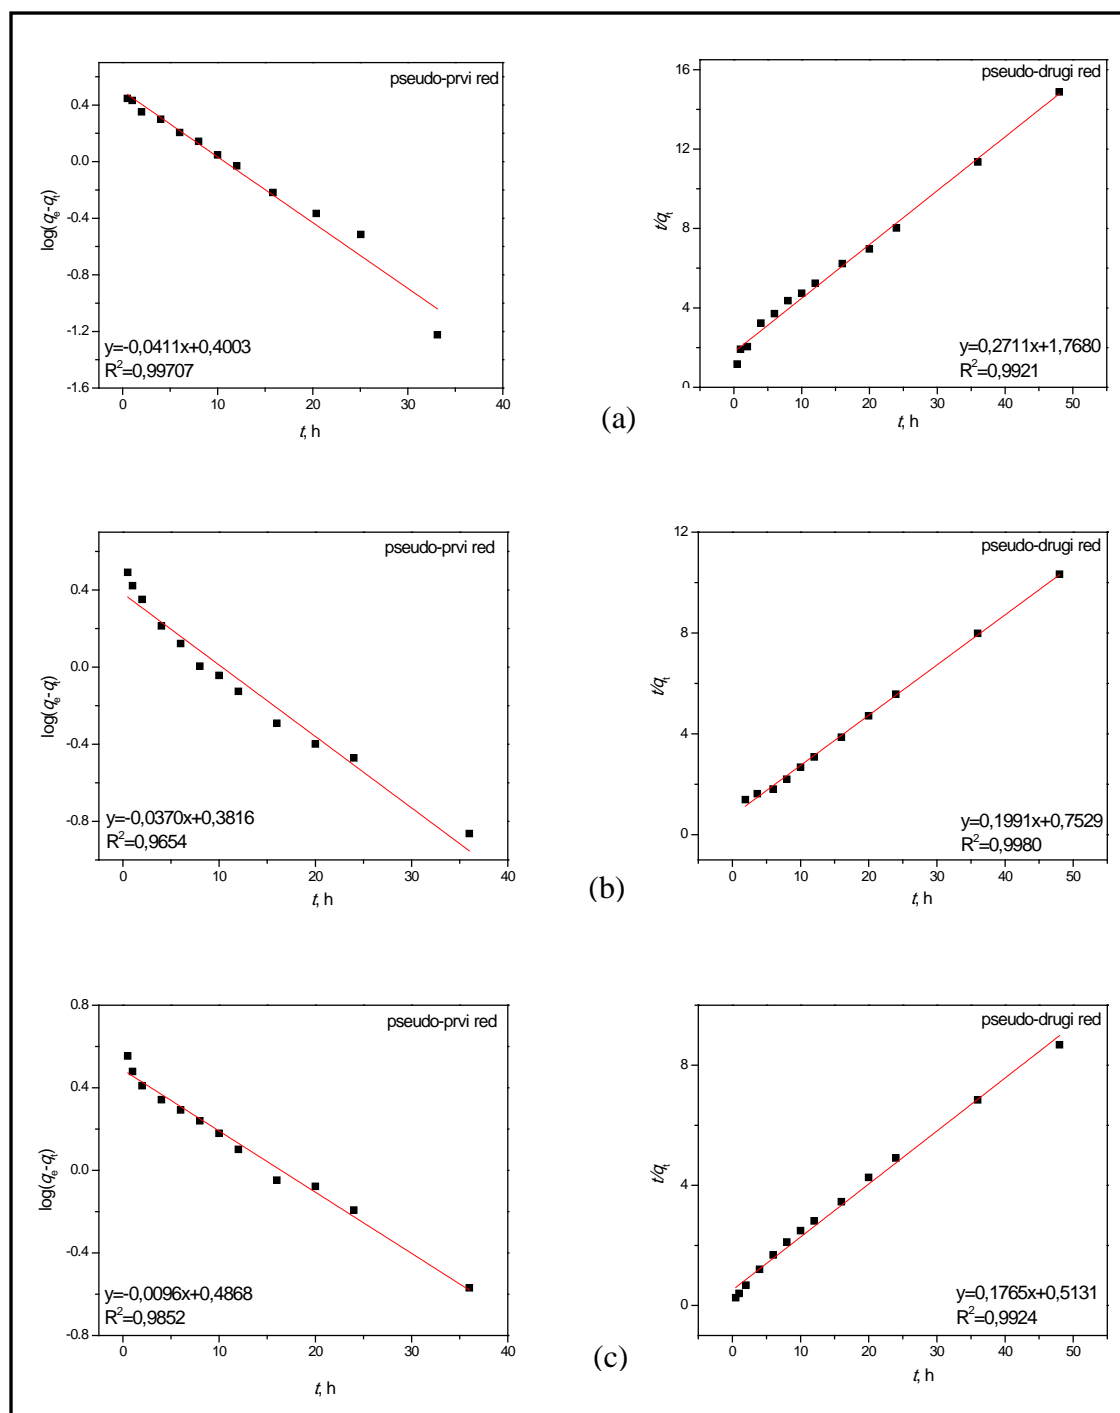 pseudo-prvi red
0.4
0.0
-0.4
-0.8
-1.2
-1.6
log(qe-qt)
y=-0,0411x+0,4003
R2=0,99707
0 10 20 30 40
t, h
pseudo-drugi red
16
12
8
4
0
t/qt
y=0,2711x+1,7680
R2=0,9921
0 10 20 30 40 50
t, h
(a)
pseudo-prvi red
0.4
0.0
-0.4
-0.8
log(qe-qt)
y=-0,0370x+0,3816
R2=0,9654
0 10 20 30 40
t, h
pseudo-drugi red
12
8
4
0
t/qt
y=0,1991x+0,7529
R2=0,9980
0 10 20 30 40 50
t, h
(b)
pseudo-prvi red
0.8
0.4
0.0
-0.4
-0.8
log(qe-qt)
y=-0,0096x+0,4868
R2=0,9852
0 10 20 30 40
t, h
pseudo-drugi red
8
4
0
t/qt
y=0,1765x+0,5131
R2=0,9924
0 10 20 30 40 50
t, h
(c)